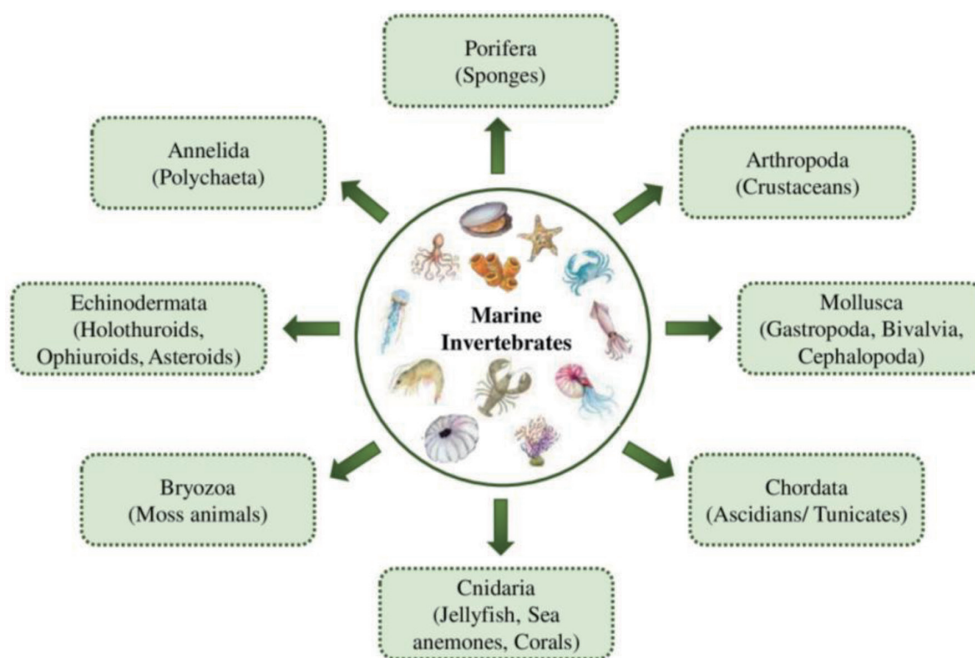 Porifera
(Sponges)
Annelida
(Polychaeta)
Arthropoda
(Crustaceans)
Echinodermata
(Holothuroids,
Ophiuroids, Asteroids)
Marine
Invertebrates
Mollusca
(Gastropoda, Bivalvia,
Cephalopoda)
Bryozoa
(Moss animals)
Chordata
(Ascidians/ Tunicates)
Cnidaria
(Jellyfish, Sea
anemones, Corals)